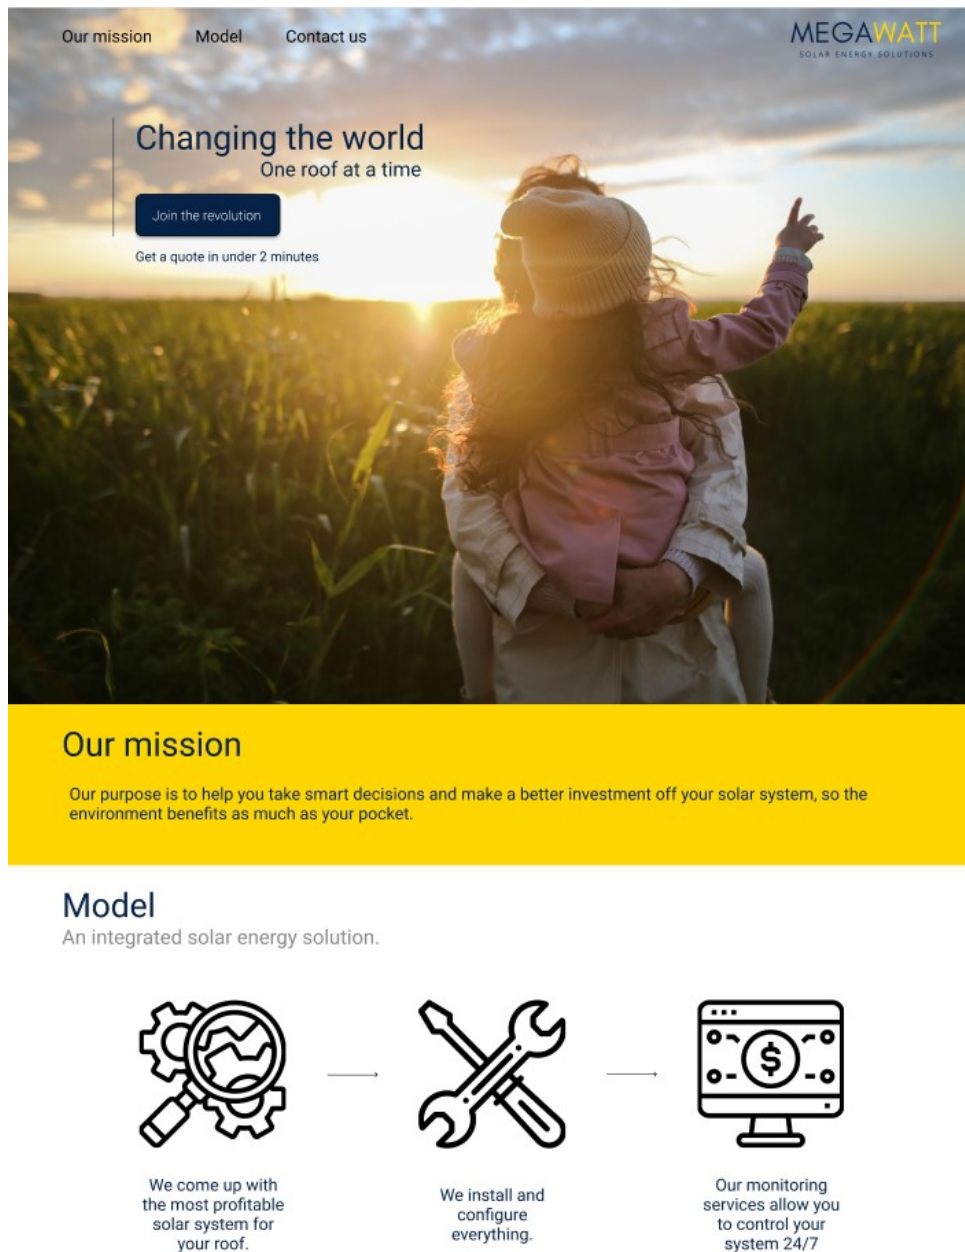 Our mission Model Contact us
MEGAWATT
SOLAR ENERGY SOLUTIONS
Changing the world
One roof at a time
Join the revolution
Get a quote in under 2 minutes
Our mission
Our purpose is to help you take smart decisions and make a better investment off your solar system, so the
environment benefits as much as your pocket.
Model
An integrated solar energy solution.
$
We come up with
the most profitable
solar system for
your roof.
We install and
configure
everything.
Our monitoring
services allow you
to control your
system 24/7